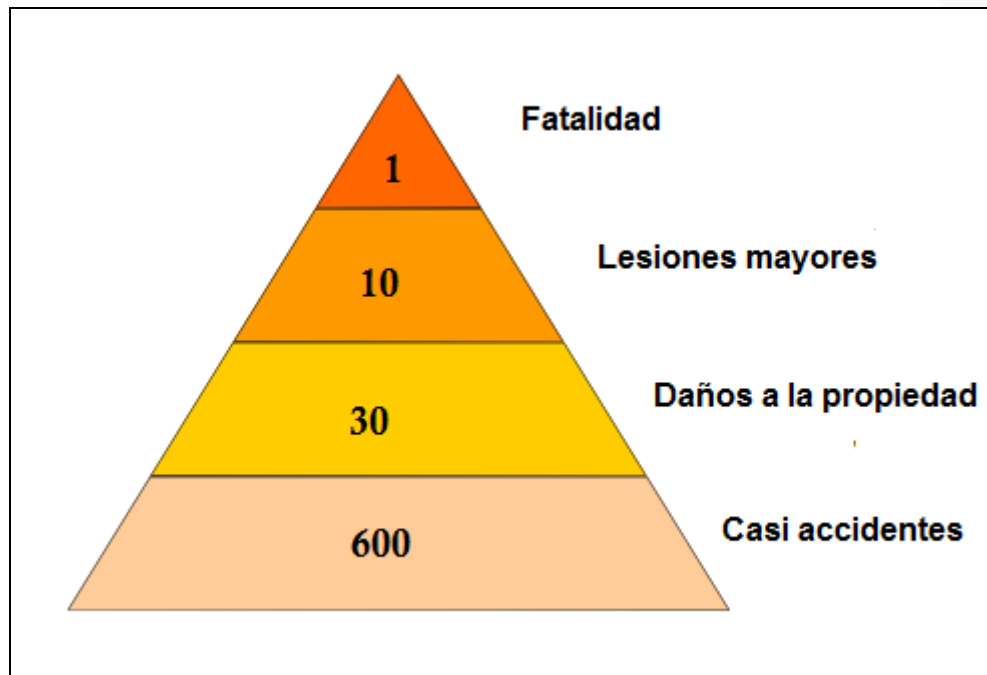 Fatalidad
1
Lesiones mayores
10
Daños a la propiedad
30
Casi accidentes
600